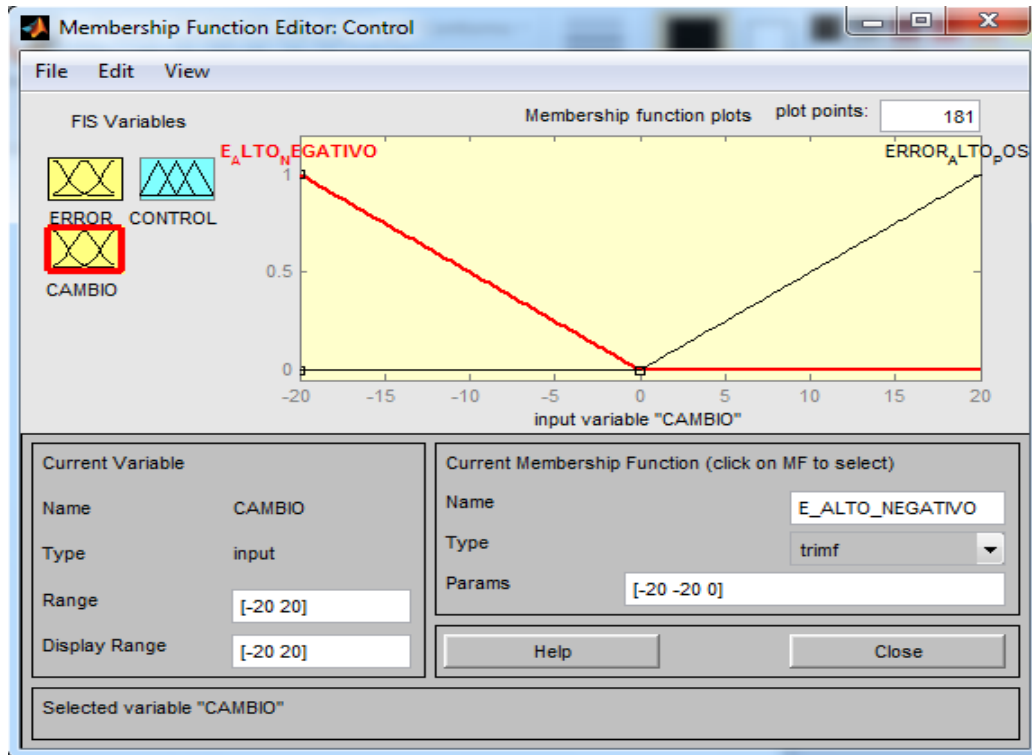 Membership Function Editor: Control
File Edit View
FIS Variables
Membership function plots plot points: 181
E_ALTO_NEGATIVO
ERROR_ALTO_POS
ERROR CONTROL
CAMBIO
1
0.5
0
-20 -15 -10 -5 0 5 10 15 20
input variable "CAMBIO"
Current Variable
Name CAMBIO
Type input
Range [-20 20]
Display Range [-20 20]
Current Membership Function (click on MF to select)
Name E_ALTO_NEGATIVO
Type trimf
Params [-20 -20 0]
Help Close
Selected variable "CAMBIO"